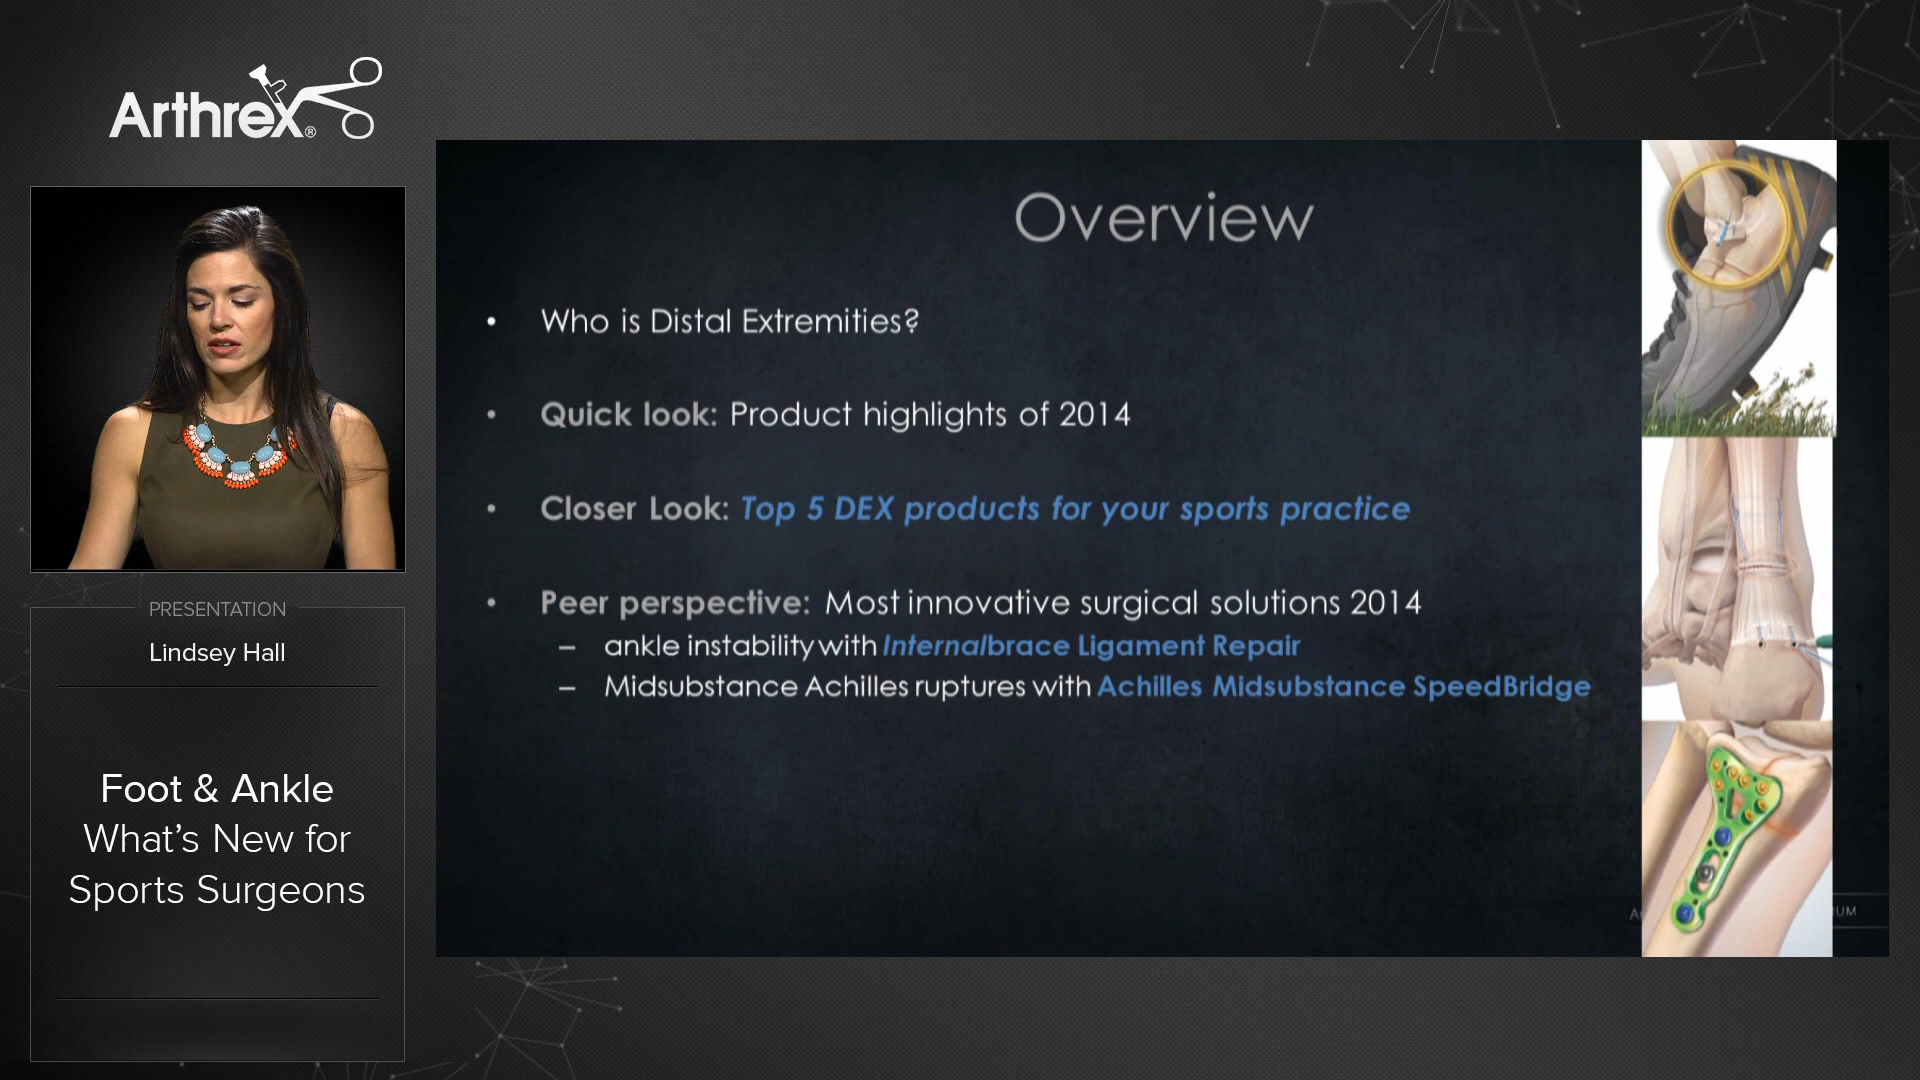 Arthrex®
PRESENTATION
Lindsey Hall
Foot & Ankle
What's New for
Sports Surgeons
Overview
• Who is Distal Extremities?
• Quick look: Product highlights of 2014
• Closer Look: Top 5 DEX products for your sports practice
• Peer perspective: Most innovative surgical solutions 2014
– ankle instability with Internalbrace Ligament Repair
– Midsubstance Achilles ruptures with Achilles Midsubstance SpeedBridge